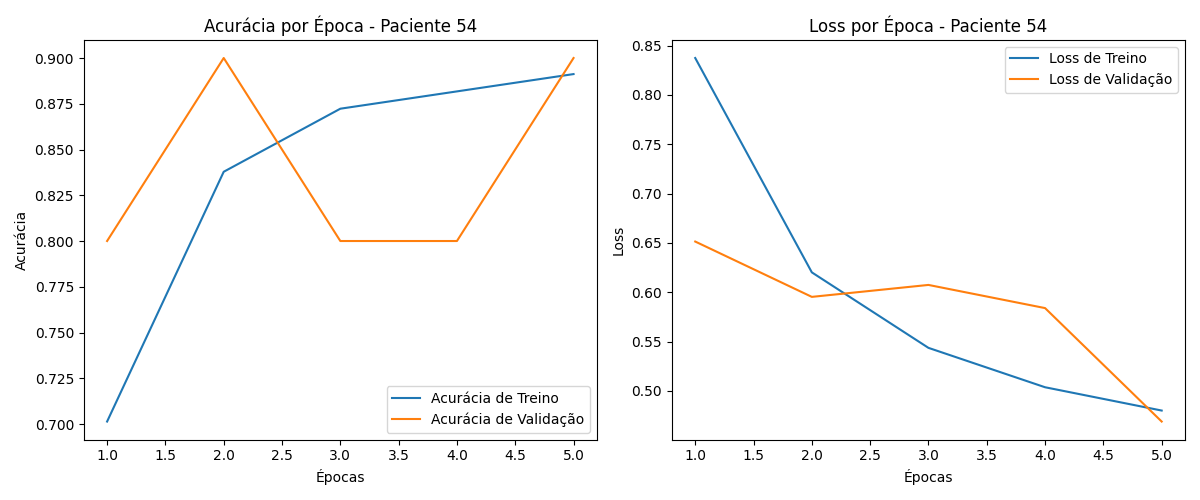 Acurácia por Época - Paciente 54
Acurácia
0.900
0.875
0.850
0.825
0.800
0.775
0.750
0.725
0.700
Acurácia de Treino
Acurácia de Validação
1.0 1.5 2.0 2.5 3.0 3.5 4.0 4.5 5.0
Épocas
Loss por Época - Paciente 54
Loss
0.85
0.80
0.75
0.70
0.65
0.60
0.55
0.50
Loss de Treino
Loss de Validação
1.0 1.5 2.0 2.5 3.0 3.5 4.0 4.5 5.0
Épocas